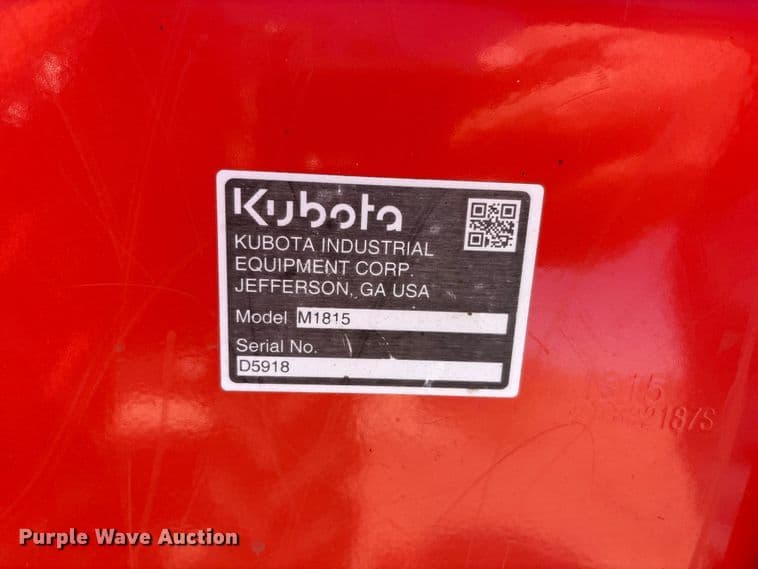 Kubota
KUBOTA INDUSTRIAL
EQUIPMENT CORP.
JEFFERSON, GA USA
Model M1815
Serial No.
D5918
Purple Wave Auction®